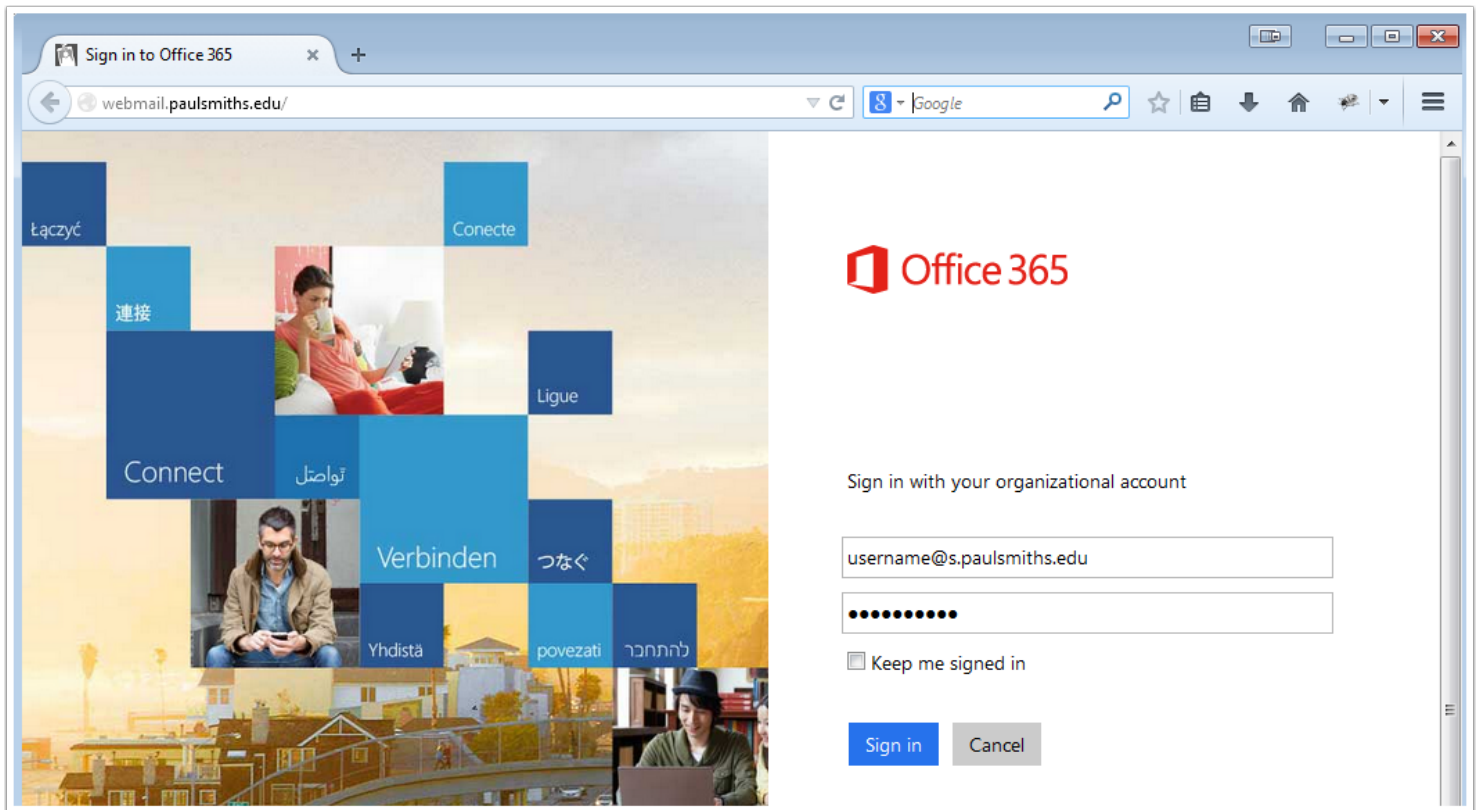 Sign in to Office 365
webmail.paulsmiths.edu/
Google
Łączyć
Conecte
連接
Office 365
Ligue
Connect
تواصل
Sign in with your organizational account
Verbinden
つなぐ
username@s.paulsmiths.edu
Yhdistä
povezati
להתחבר
Keep me signed in
Sign in
Cancel